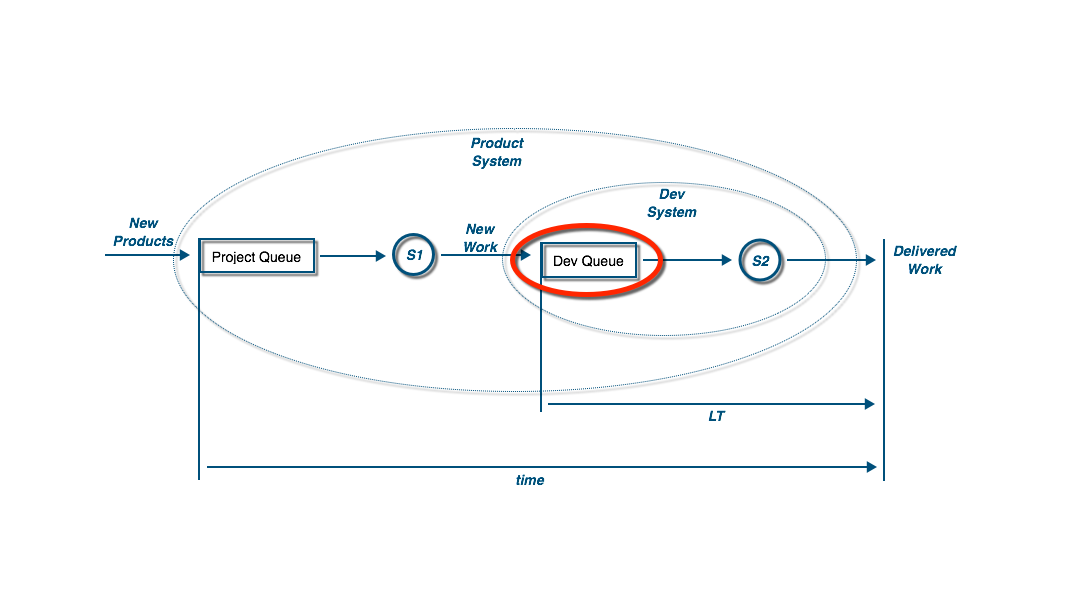 Product
System
Dev
System
New
Products
Project Queue
S1
New
Work
Dev Queue
S2
Delivered
Work
LT
time